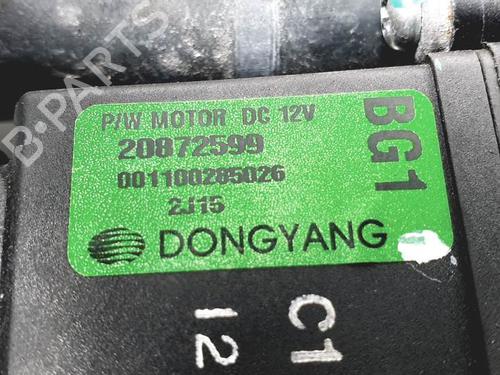 B-PARTS
P/W MOTOR DC 12V
20872599
001100285026
2J15
DONGYANG
BG1
C1
12